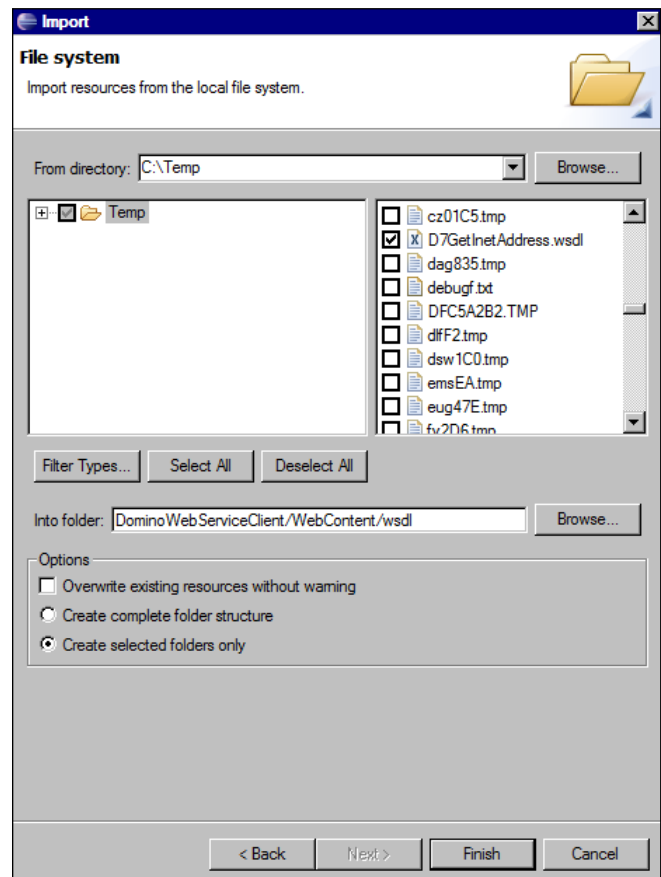 Import
File system
Import resources from the local file system.
From directory: C:\Temp Browse...
Temp
cz01C5.tmp
D7GetInetAddress.wsdl
dag835.tmp
debugf.txt
DFC5A2B2.TMP
dlfF2.tmp
dsw1C0.tmp
emsEA.tmp
eug47E.tmp
fv2D6.tmp
Filter Types... Select All Deselect All
Into folder: DominoWebServiceClient/WebContent/wsdl Browse...
Options
Overwrite existing resources without warning
Create complete folder structure
Create selected folders only
< Back Next > Finish Cancel